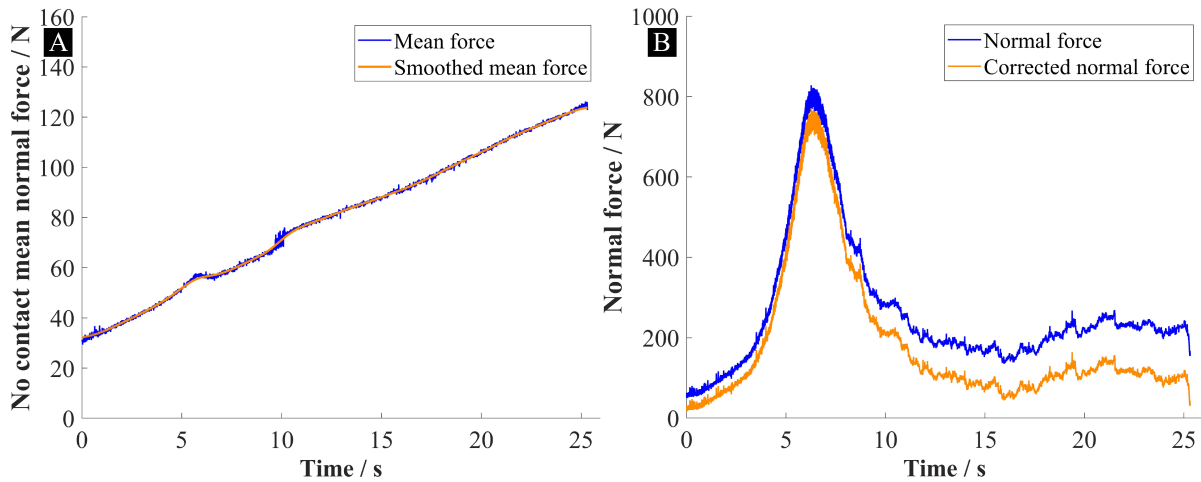 A
No contact mean normal force / N
160
140
120
100
80
60
40
20
0
0 5 10 15 20 25
Time / s
Mean force
Smoothed mean force
B
Normal force / N
1000
800
600
400
200
0
0 5 10 15 20 25
Time / s
Normal force
Corrected normal force